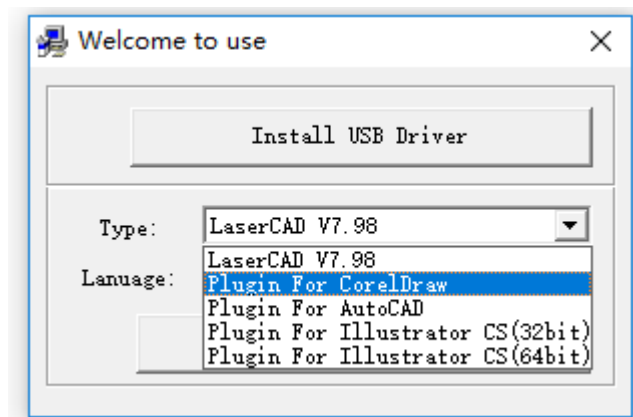 Welcome to use
Install USB Driver
Type: LaserCAD V7.98
LaserCAD V7.98
Lanuage: Plugin For CorelDraw
Plugin For AutoCAD
Plugin For Illustrator CS(32bit)
Plugin For Illustrator CS(64bit)